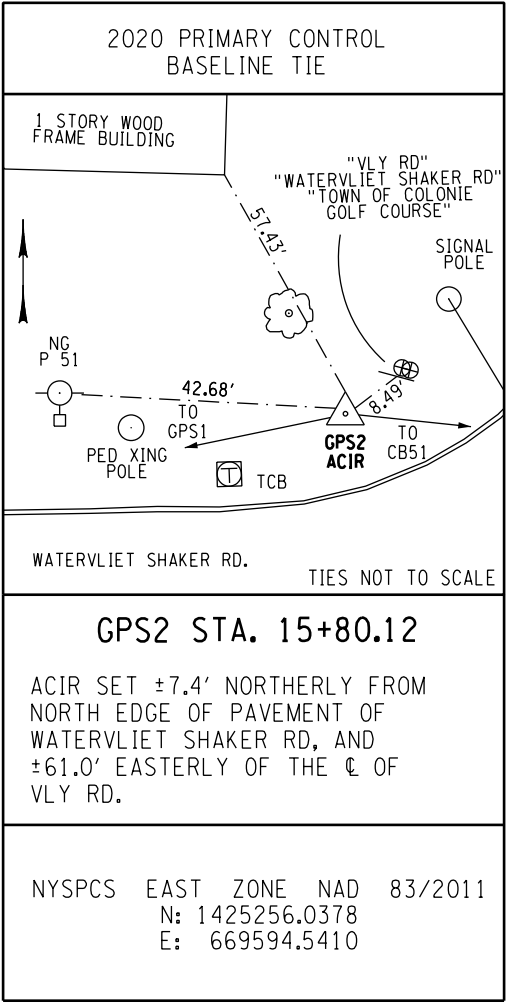 2020 PRIMARY CONTROL
BASELINE TIE
1 STORY WOOD
FRAME BUILDING
"VLY RD"
"WATERVLIET SHAKER RD"
"TOWN OF COLONIE
GOLF COURSE"
57.43'
SIGNAL
POLE
NG
P 51
42.68'
8.49'
TO
GPS1
PED XING
POLE
GPS2
ACIR
TO
CB51
T
TCB
WATERVLIET SHAKER RD.
TIES NOT TO SCALE
GPS2 STA. 15+80.12
ACIR SET ±7.4' NORTHERLY FROM
NORTH EDGE OF PAVEMENT OF
WATERVLIET SHAKER RD, AND
±61.0' EASTERLY OF THE ℄ OF
VLY RD.
NYSPCS EAST ZONE NAD 83/2011
N: 1425256.0378
E: 669594.5410